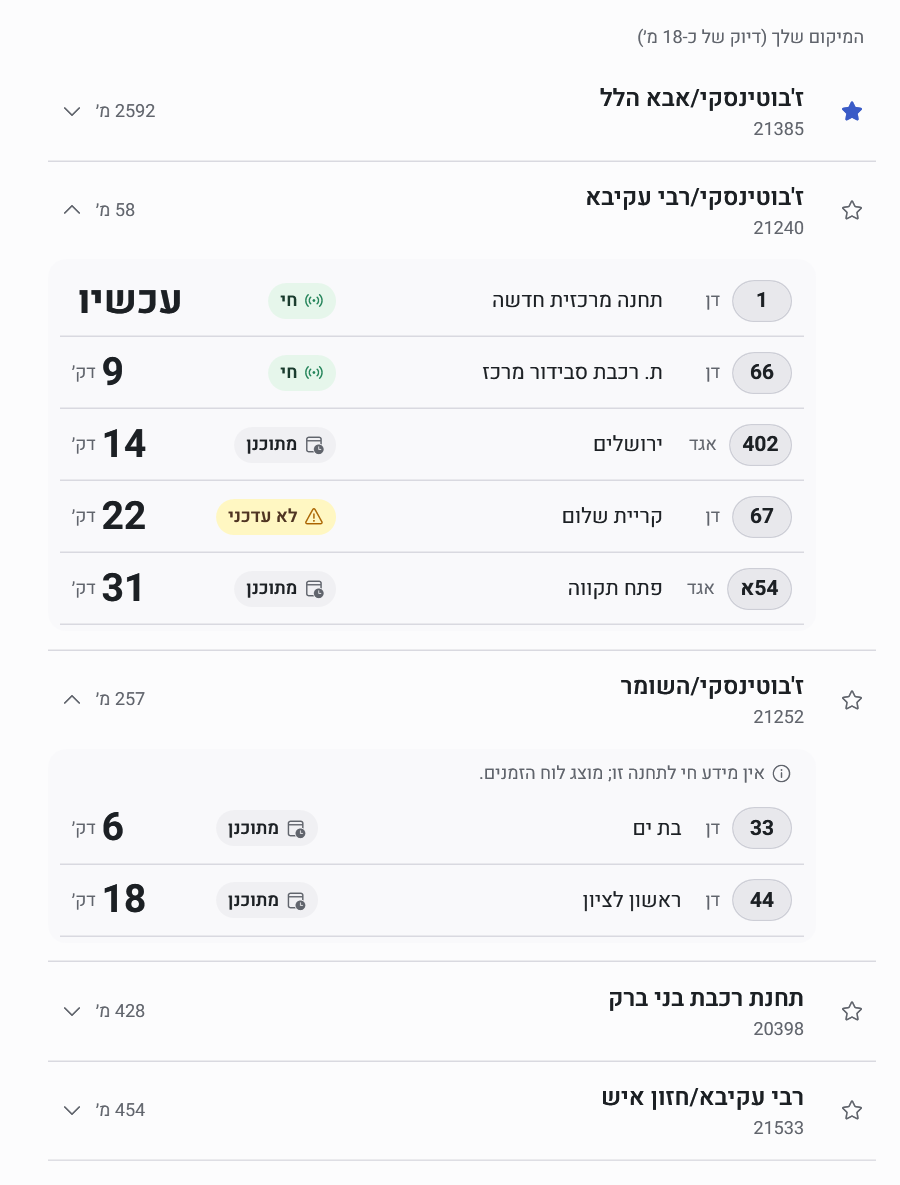 המיקום שלך (דיוק של כ-18 מ׳)
ז'בוטינסקי/אבא הלל
21385
2592 מ׳
ז'בוטינסקי/רבי עקיבא
21240
58 מ׳
1 דן תחנה מרכזית חדשה חי עכשיו
66 דן ת. רכבת סבידור מרכז חי 9 דק׳
402 אגד ירושלים מתוכנן 14 דק׳
67 דן קריית שלום לא עדכני 22 דק׳
54א אגד פתח תקווה מתוכנן 31 דק׳
ז'בוטינסקי/השומר
21252
257 מ׳
אין מידע חי לתחנה זו; מוצג לוח הזמנים.
33 דן בת ים מתוכנן 6 דק׳
44 דן ראשון לציון מתוכנן 18 דק׳
תחנת רכבת בני ברק
20398
428 מ׳
רבי עקיבא/חזון איש
21533
454 מ׳